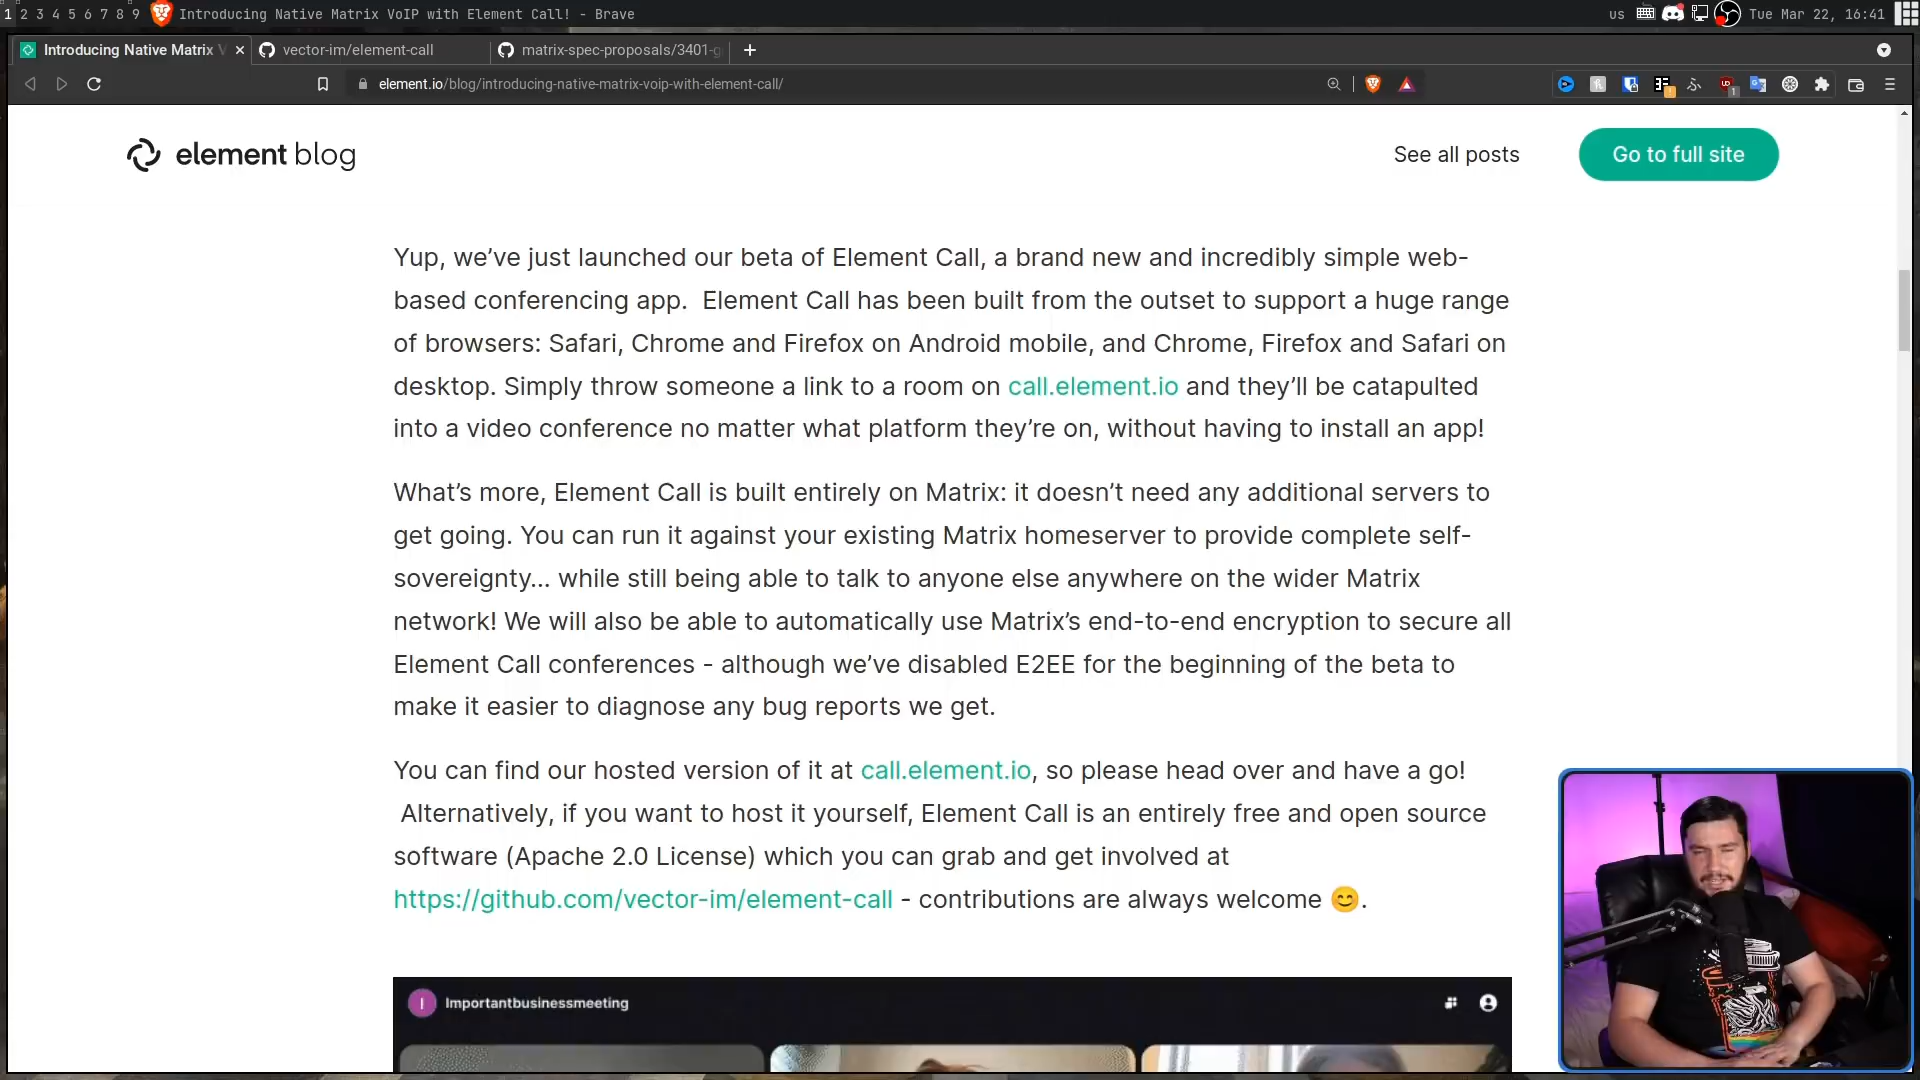 1 2 3 4 5 6 7 8 9 Introducing Native Matrix VoIP with Element Call! - Brave us Tue Mar 22, 16:41
Introducing Native Matrix V vector-im/element-call matrix-spec-proposals/3401-g
element.io/blog/introducing-native-matrix-voip-with-element-call/
element blog See all posts Go to full site
Yup, we’ve just launched our beta of Element Call, a brand new and incredibly simple web-
based conferencing app. Element Call has been built from the outset to support a huge range
of browsers: Safari, Chrome and Firefox on Android mobile, and Chrome, Firefox and Safari on
desktop. Simply throw someone a link to a room on call.element.io and they’ll be catapulted
into a video conference no matter what platform they’re on, without having to install an app!
What’s more, Element Call is built entirely on Matrix: it doesn’t need any additional servers to
get going. You can run it against your existing Matrix homeserver to provide complete self-
sovereignty… while still being able to talk to anyone else anywhere on the wider Matrix
network! We will also be able to automatically use Matrix’s end-to-end encryption to secure all
Element Call conferences - although we’ve disabled E2EE for the beginning of the beta to
make it easier to diagnose any bug reports we get.
You can find our hosted version of it at call.element.io, so please head over and have a go!
Alternatively, if you want to host it yourself, Element Call is an entirely free and open source
software (Apache 2.0 License) which you can grab and get involved at
https://github.com/vector-im/element-call - contributions are always welcome 😊.
I Importantbusinessmeeting